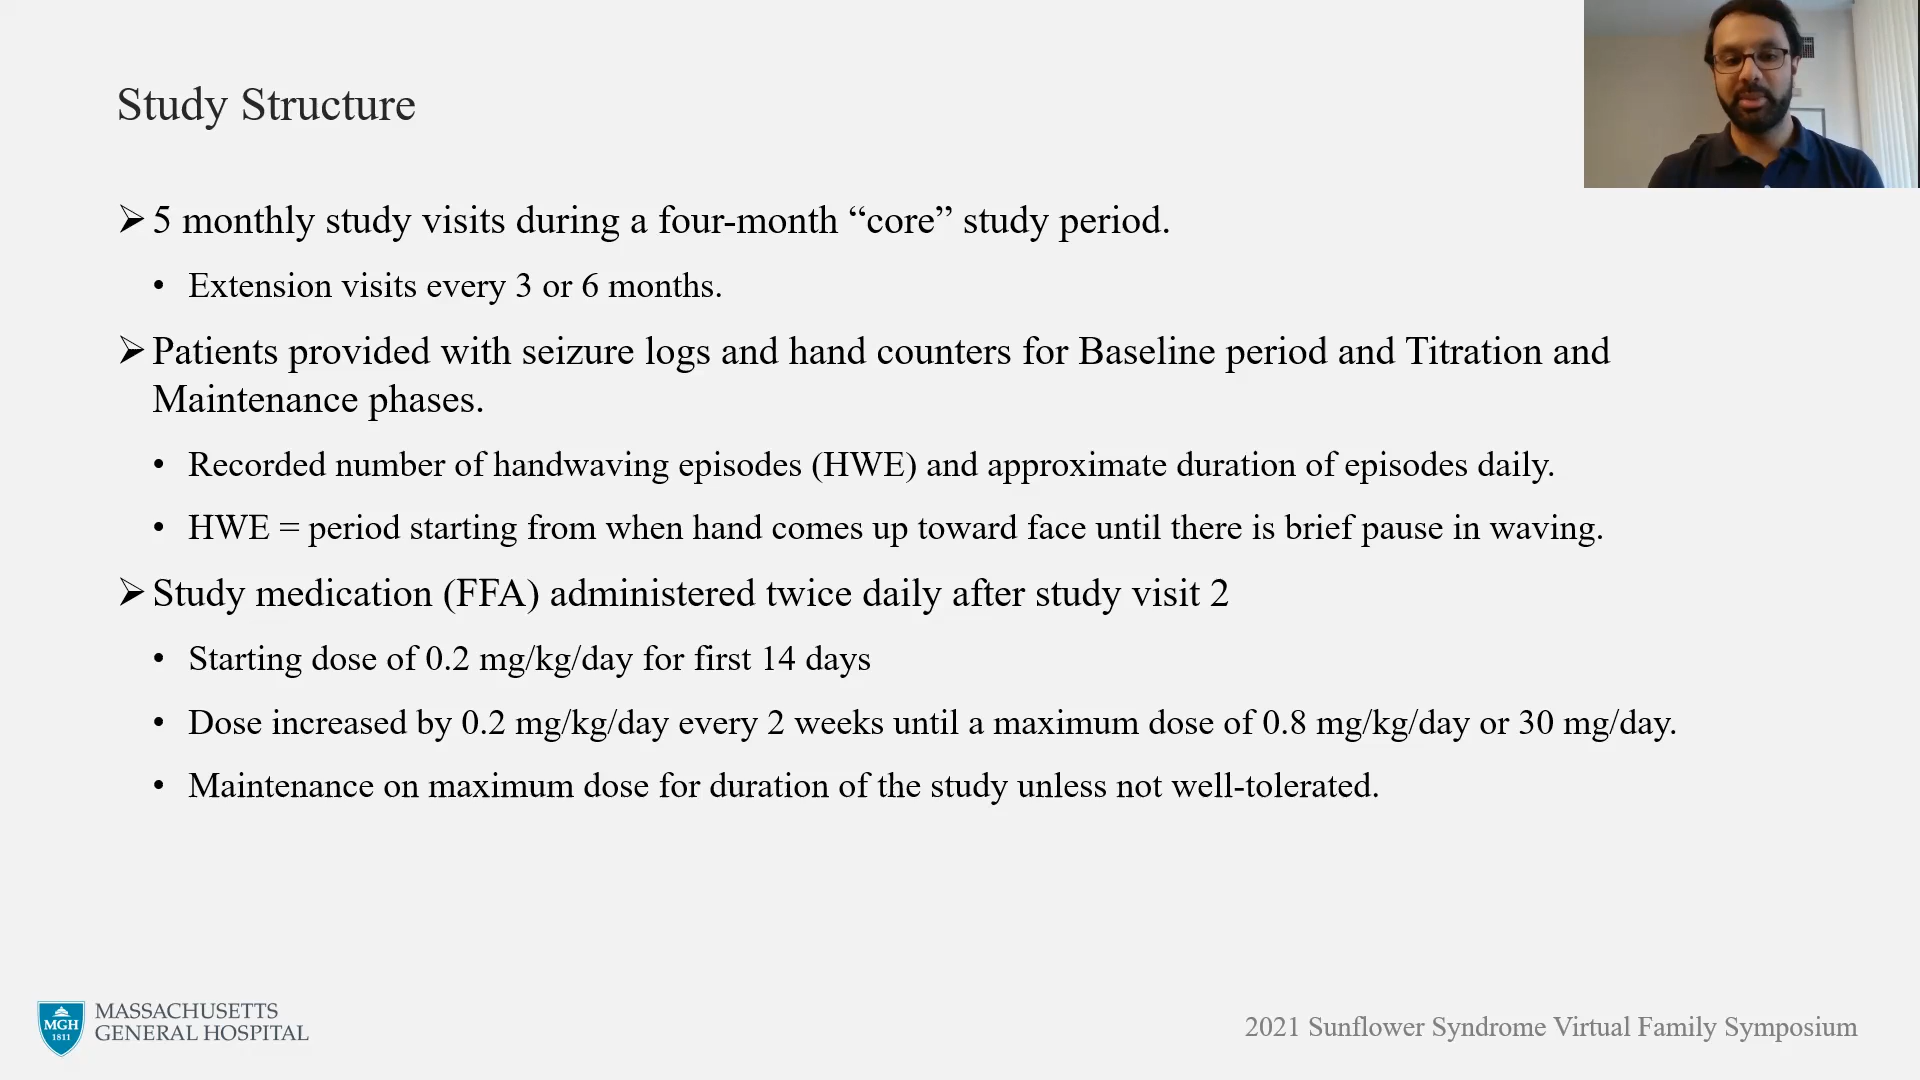 Study Structure
➢ 5 monthly study visits during a four-month “core” study period.
• Extension visits every 3 or 6 months.
➢ Patients provided with seizure logs and hand counters for Baseline period and Titration and
Maintenance phases.
• Recorded number of handwaving episodes (HWE) and approximate duration of episodes daily.
• HWE = period starting from when hand comes up toward face until there is brief pause in waving.
➢ Study medication (FFA) administered twice daily after study visit 2
• Starting dose of 0.2 mg/kg/day for first 14 days
• Dose increased by 0.2 mg/kg/day every 2 weeks until a maximum dose of 0.8 mg/kg/day or 30 mg/day.
• Maintenance on maximum dose for duration of the study unless not well-tolerated.
MGH
1811
MASSACHUSETTS
GENERAL HOSPITAL
2021 Sunflower Syndrome Virtual Family Symposium